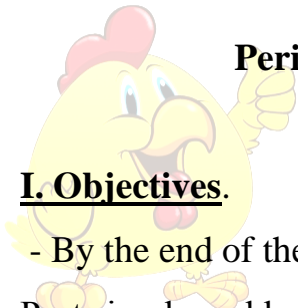 Peri
I. Objectives.
- By the end of the